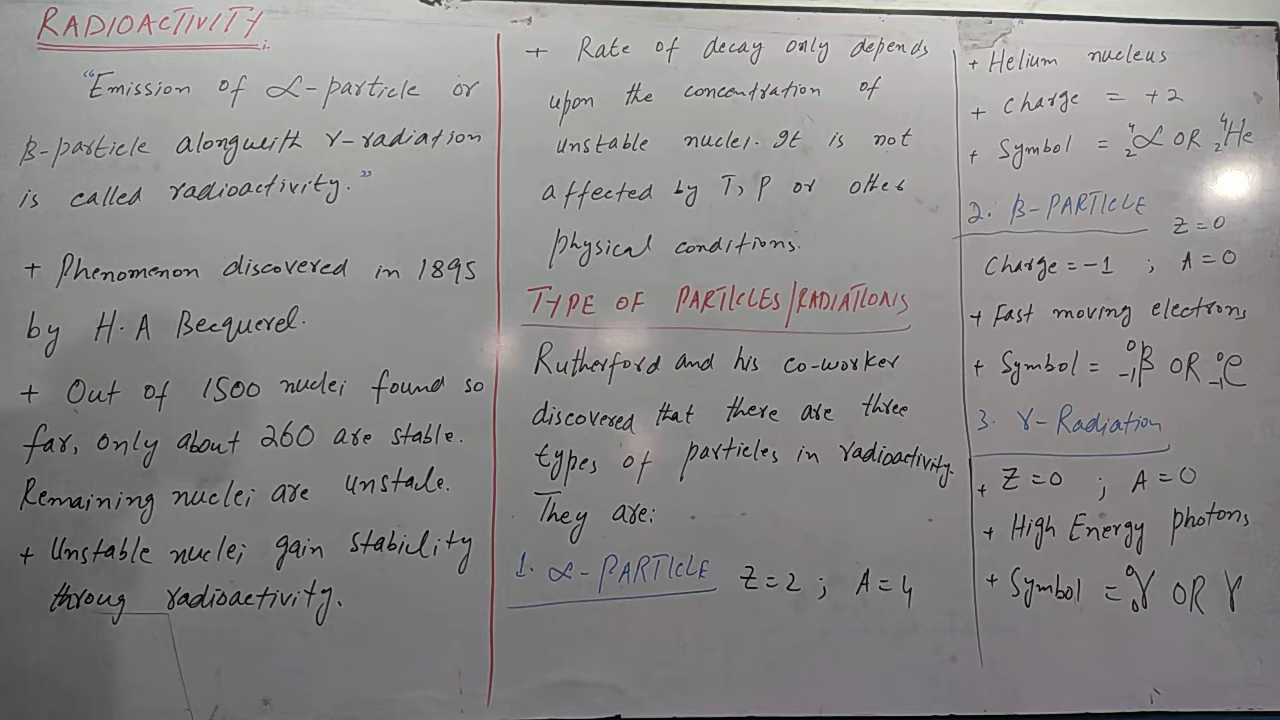 RADIOACTIVITY
"Emission of α-particle or
β-particle alongwith γ-radiation
is called radioactivity."
+ Phenomenon discovered in 1895
by H.A Becquerel.
+ Out of 1500 nuclei found so
far, only about 260 are stable.
Remaining nuclei are unstable.
+ Unstable nuclei gain stability
throug radioactivity.
+ Rate of decay only depends
upon the concentration of
unstable nuclei. It is not
affected by T, P or other
physical conditions.
TYPE OF PARTICLES/RADIATIONS
Rutherford and his co-worker
discovered that there are three
types of particles in radioactivity.
They are:
1. α-PARTICLE Z=2 ; A=4
+ Helium nucleus
+ Charge = +2
+ Symbol = ⁴₂α OR ⁴₂He
2. β-PARTICLE Z=0
Charge = -1 ; A=0
+ Fast moving electrons
+ Symbol = ⁰₋₁β OR ⁰₋₁e
3. γ-Radiation
+ Z=0 ; A=0
+ High Energy photons
+ Symbol = ⁰₀γ OR γ